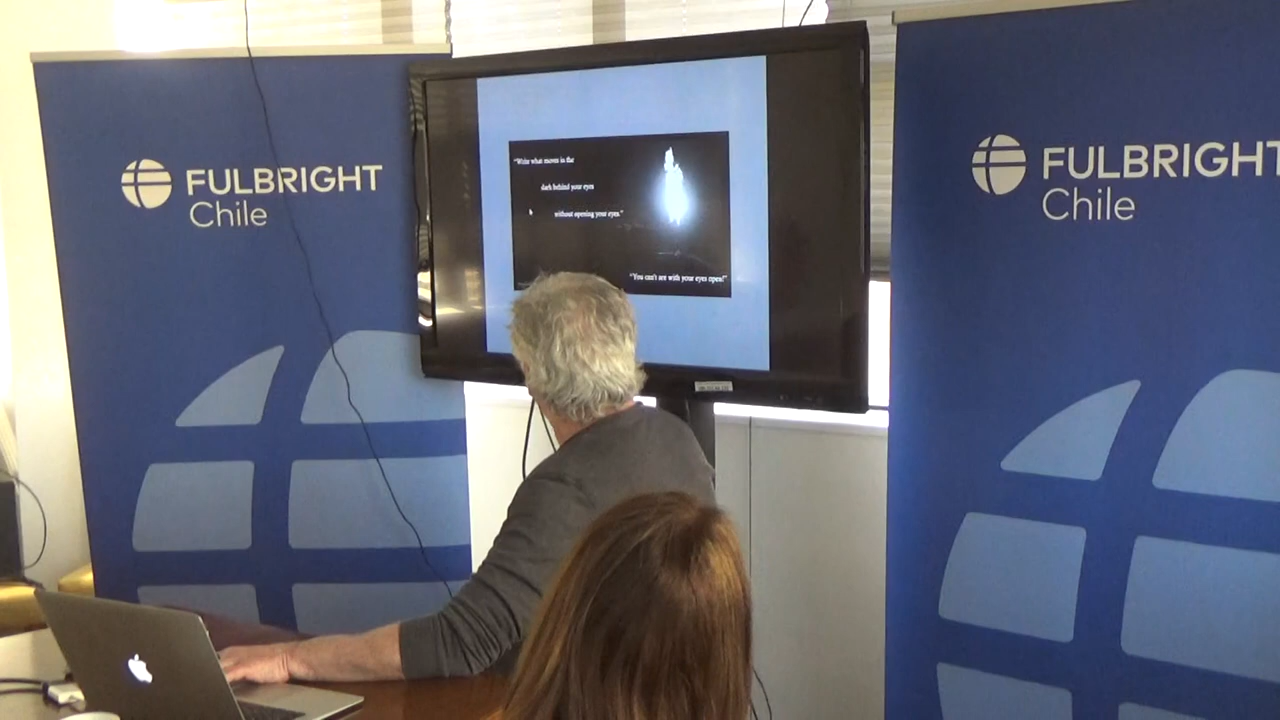 FULBRIGHT
Chile
"Write what moves in the
dark behind your eyes
without opening your eyes."
"You can't see with your eyes open!"
FULBRIGHT
Chile